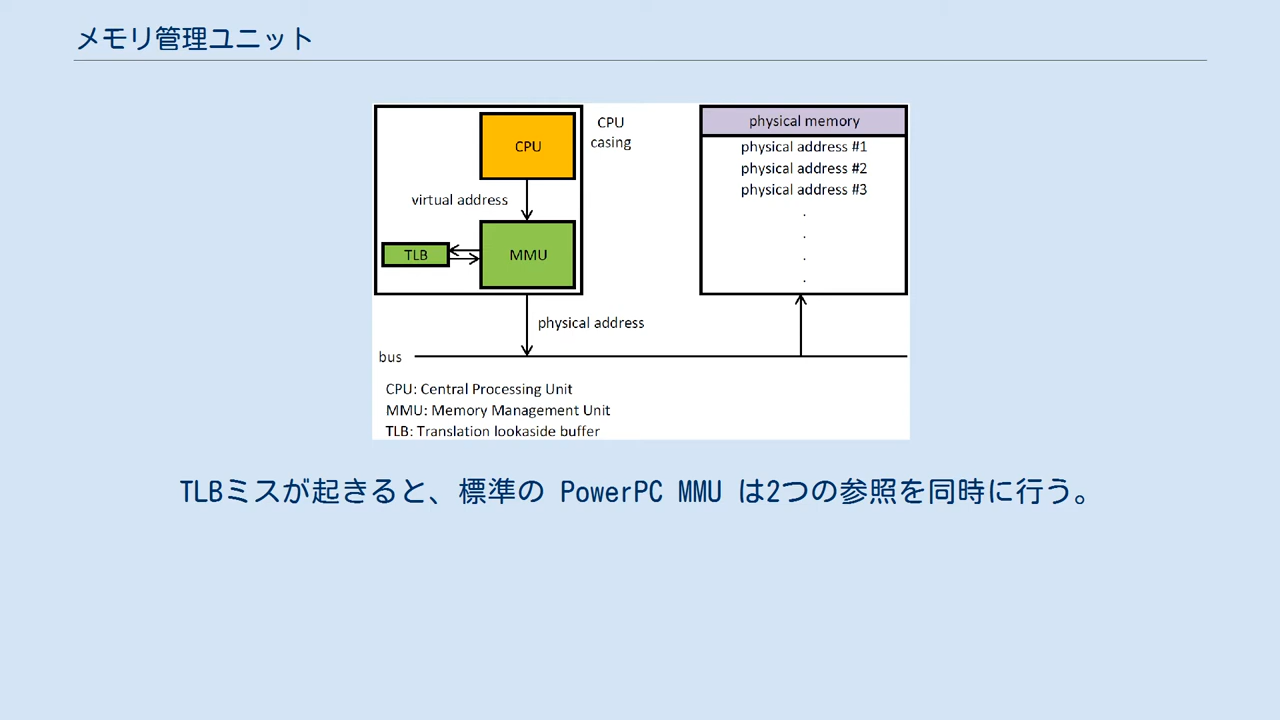 メモリ管理ユニット
CPU
casing
CPU
virtual address
TLB
MMU
physical address
bus
physical memory
physical address #1
physical address #2
physical address #3
.
.
.
.
CPU: Central Processing Unit
MMU: Memory Management Unit
TLB: Translation lookaside buffer
TLBミスが起きると、標準の PowerPC MMU は2つの参照を同時に行う。